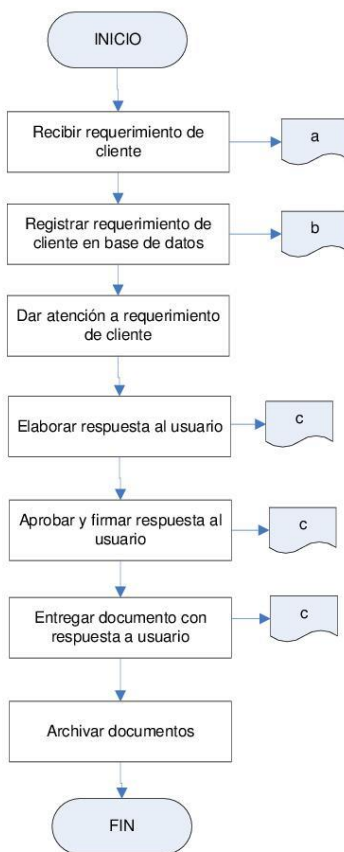 INICIO
Recibir requerimiento de
cliente
a
Registrar requerimiento de
cliente en base de datos
b
Dar atención a requerimiento
de cliente
Elaborar respuesta al usuario
c
Aprobar y firmar respuesta al
usuario
c
Entregar documento con
respuesta a usuario
c
Archivar documentos
FIN